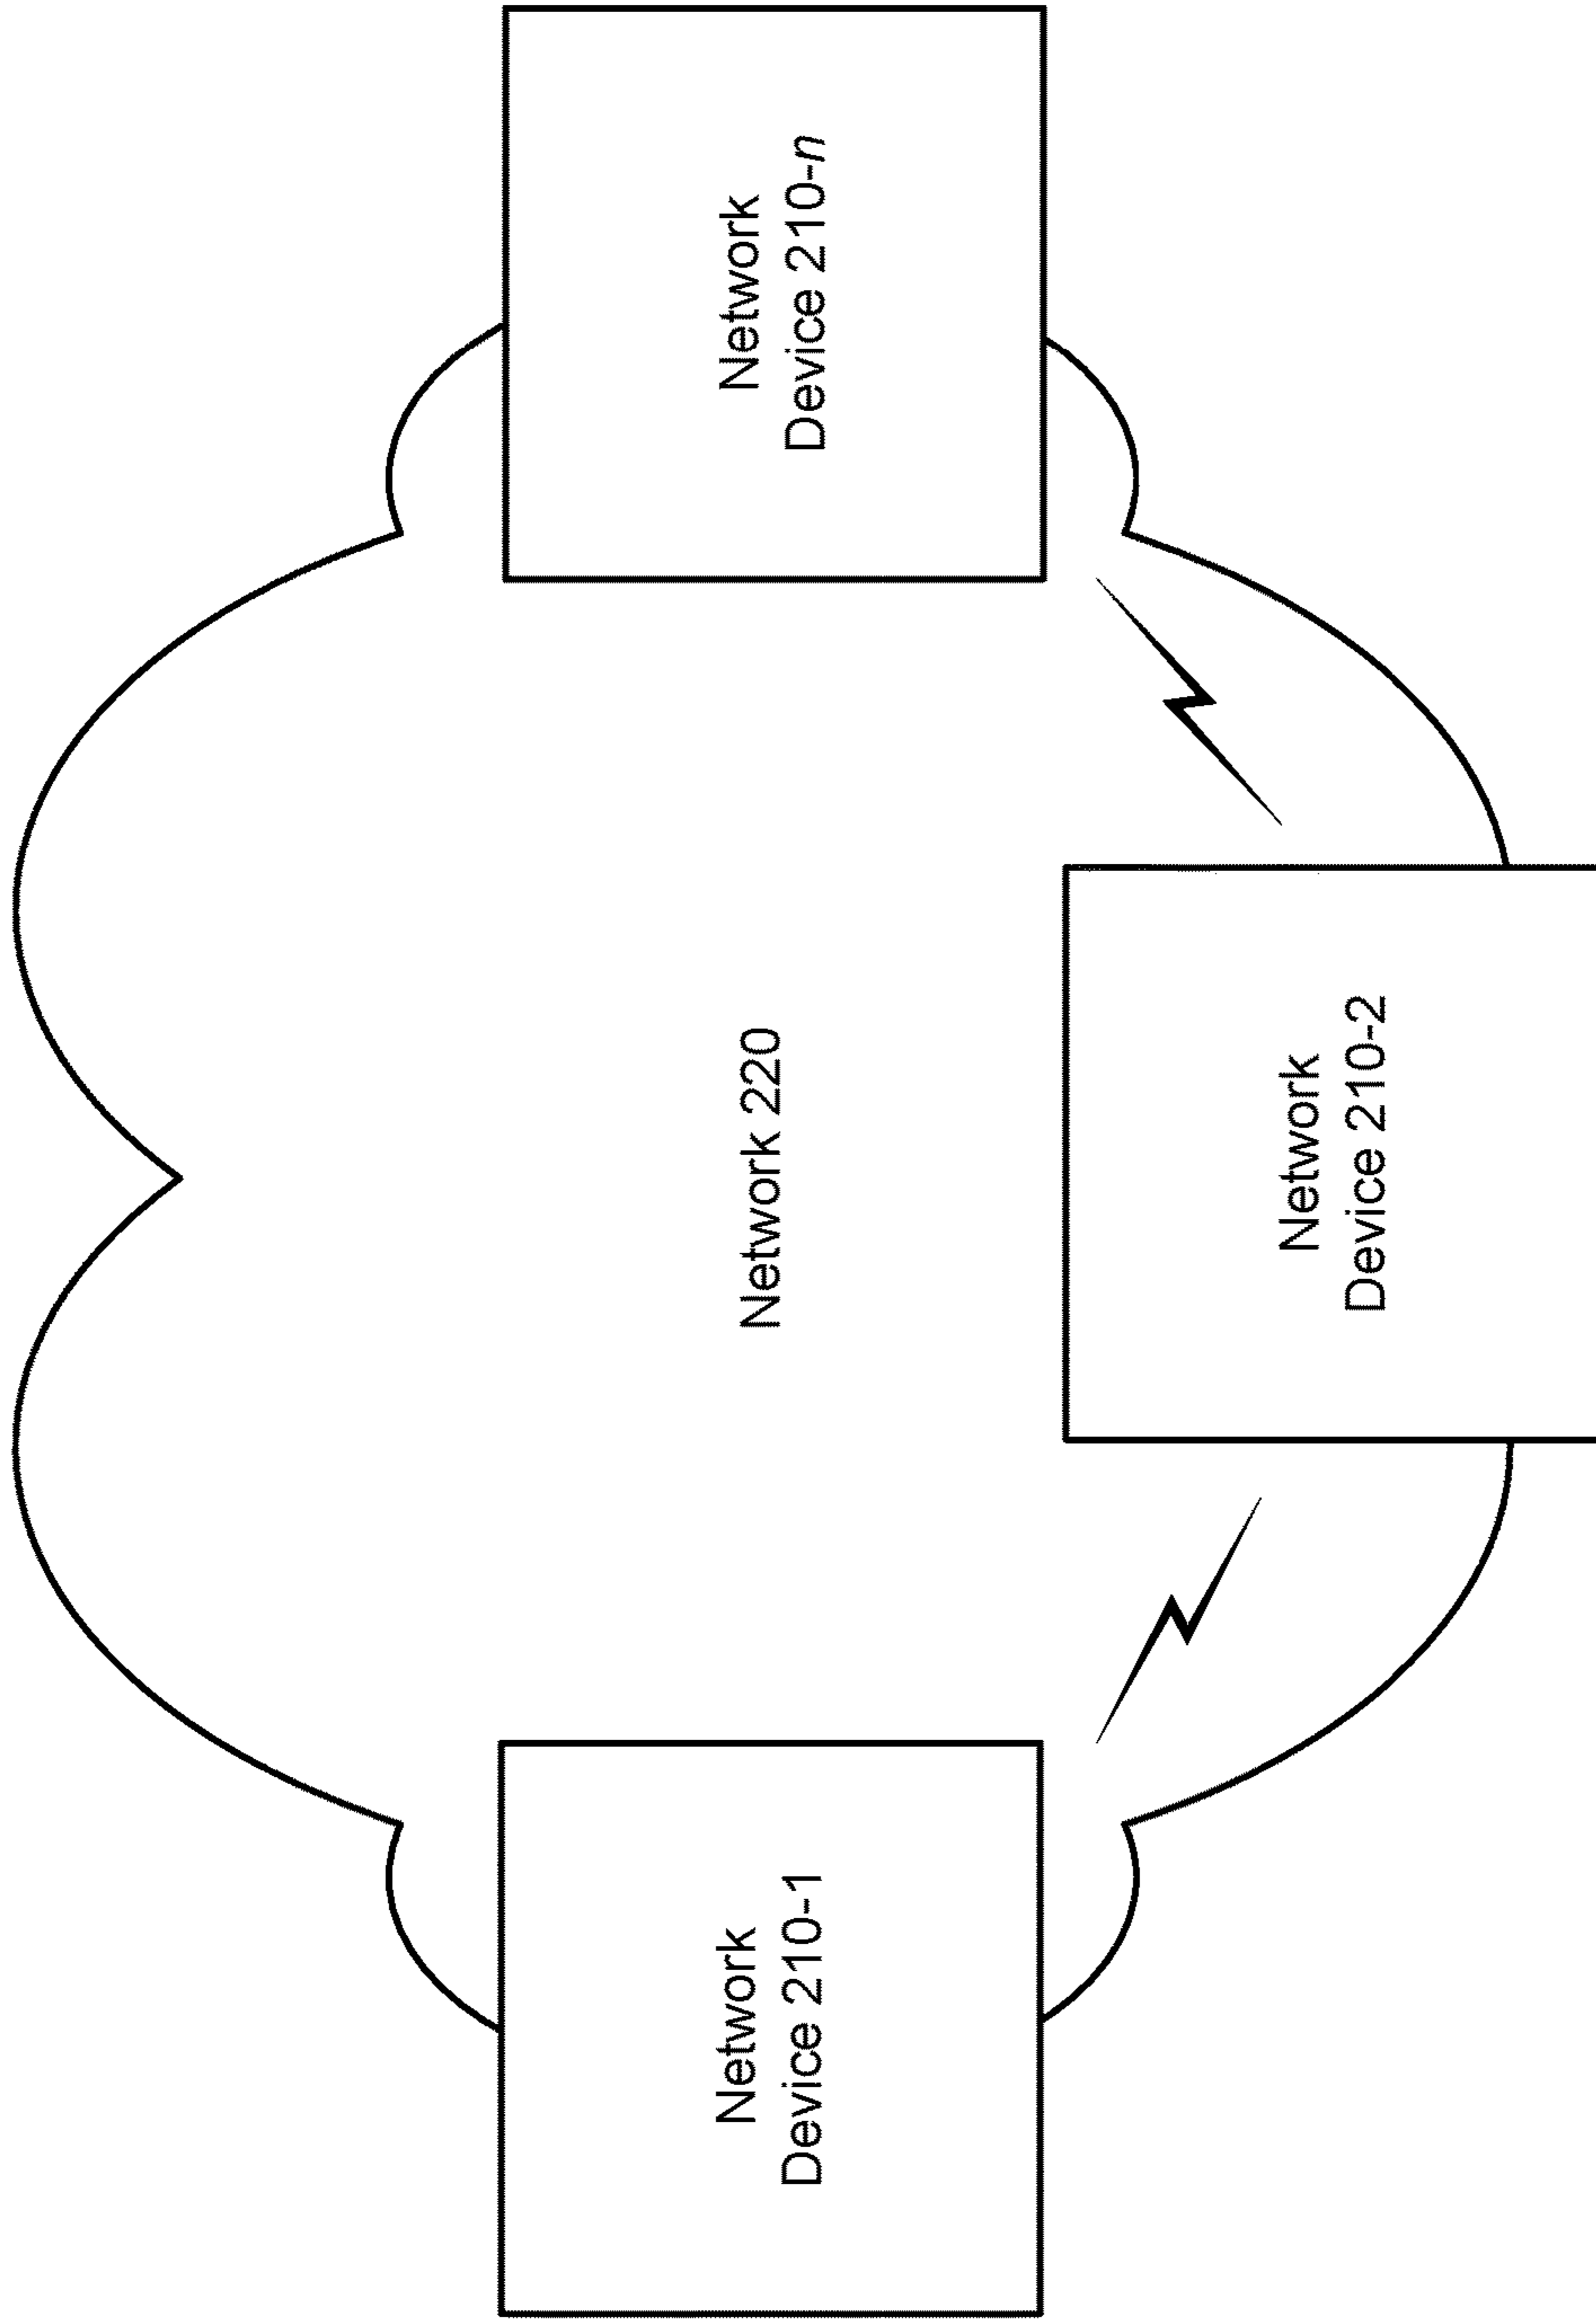 Network 220
Network
Device 210-1
Network
Device 210-n
Network
Device 210-2